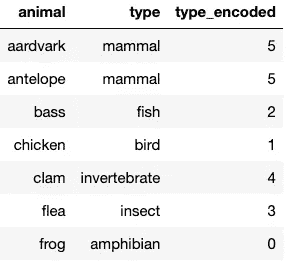 animal type type_encoded
aardvark mammal 5
antelope mammal 5
bass fish 2
chicken bird 1
clam invertebrate 4
flea insect 3
frog amphibian 0